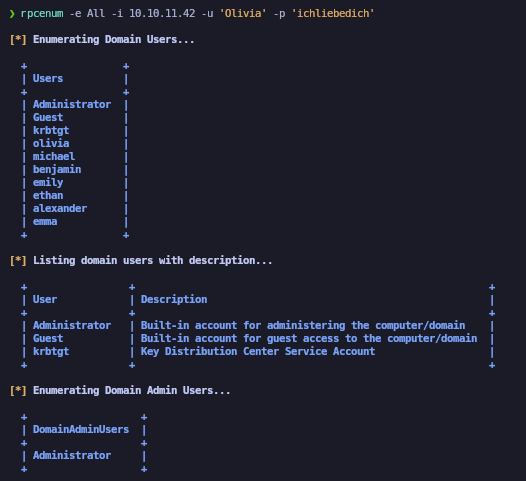 ❯ rpcenum -e All -i 10.10.11.42 -u 'Olivia' -p 'ichliebedich'
[*] Enumerating Domain Users...
+ +
| Users |
+ +
| Administrator |
| Guest |
| krbtgt |
| olivia |
| michael |
| benjamin |
| emily |
| ethan |
| alexander |
| emma |
+ +
[*] Listing domain users with description...
+ + +
| User | Description |
+ + +
| Administrator | Built-in account for administering the computer/domain |
| Guest | Built-in account for guest access to the computer/domain |
| krbtgt | Key Distribution Center Service Account |
+ + +
[*] Enumerating Domain Admin Users...
+ +
| DomainAdminUsers |
+ +
| Administrator |
+ +